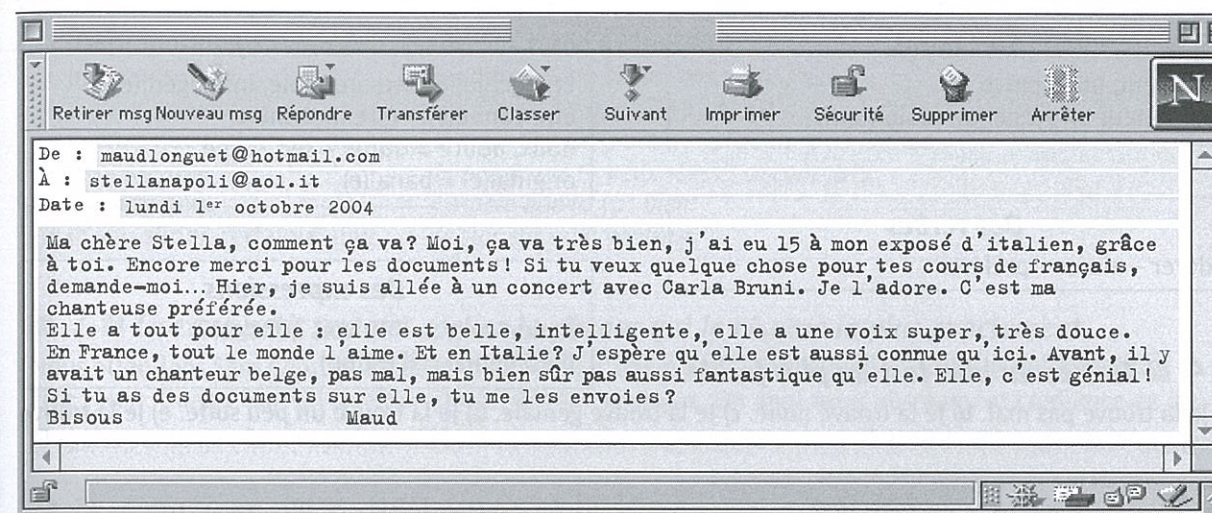 Retirer msg Nouveau msg Répondre Transférer Classer Suivant Imprimer Sécurité Supprimer Arrêter N
De : maudlonguet@hotmail.com
À : stellanapoli@aol.it
Date : lundi 1er octobre 2004
Ma chère Stella, comment ça va? Moi, ça va très bien, j'ai eu 15 à mon exposé d'italien, grâce
à toi. Encore merci pour les documents! Si tu veux quelque chose pour tes cours de français,
demande-moi... Hier, je suis allée à un concert avec Carla Bruni. Je l'adore. C'est ma
chanteuse préférée.
Elle a tout pour elle : elle est belle, intelligente, elle a une voix super, très douce.
En France, tout le monde l'aime. Et en Italie? J'espère qu'elle est aussi connue qu'ici. Avant, il y
avait un chanteur belge, pas mal, mais bien sûr pas aussi fantastique qu'elle. Elle, c'est génial!
Si tu as des documents sur elle, tu me les envoies?
Bisous Maud